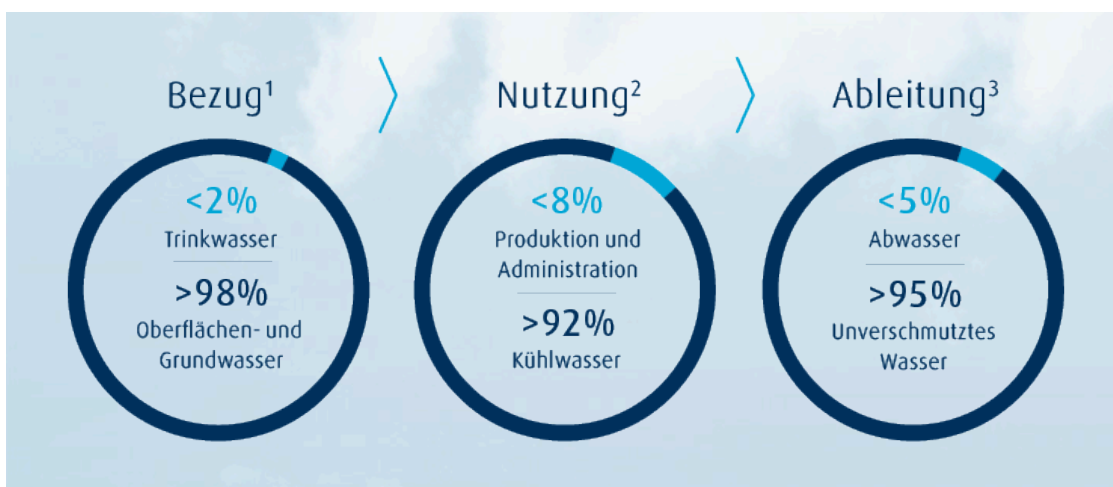 Bezug¹
<2%
Trinkwasser
>98%
Oberflächen- und
Grundwasser
Nutzung²
<8%
Produktion und
Administration
>92%
Kühlwasser
Ableitung³
<5%
Abwasser
>95%
Unverschmutztes
Wasser